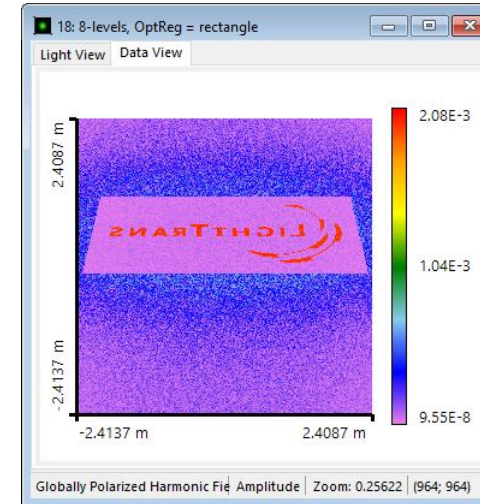 18: 8-levels, OptReg = rectangle
Light View Data View
2.4087 m
-2.4137 m
LIGHTTRANS
-2.4137 m 2.4087 m
2.08E-3
1.04E-3
9.55E-8
Globally Polarized Harmonic Fie Amplitude Zoom: 0.25622 (964; 964)